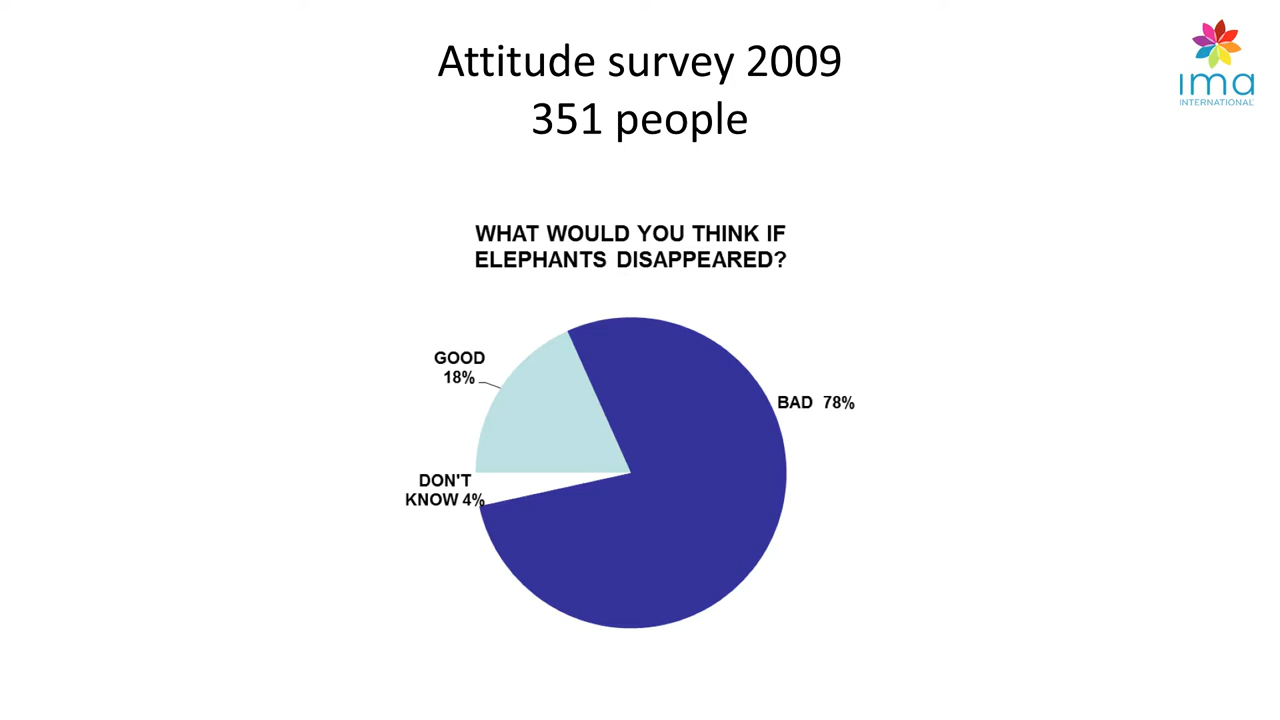 Attitude survey 2009
351 people
ıma
INTERNATIONAL
WHAT WOULD YOU THINK IF
ELEPHANTS DISAPPEARED?
GOOD
18%
BAD 78%
DON'T
KNOW 4%